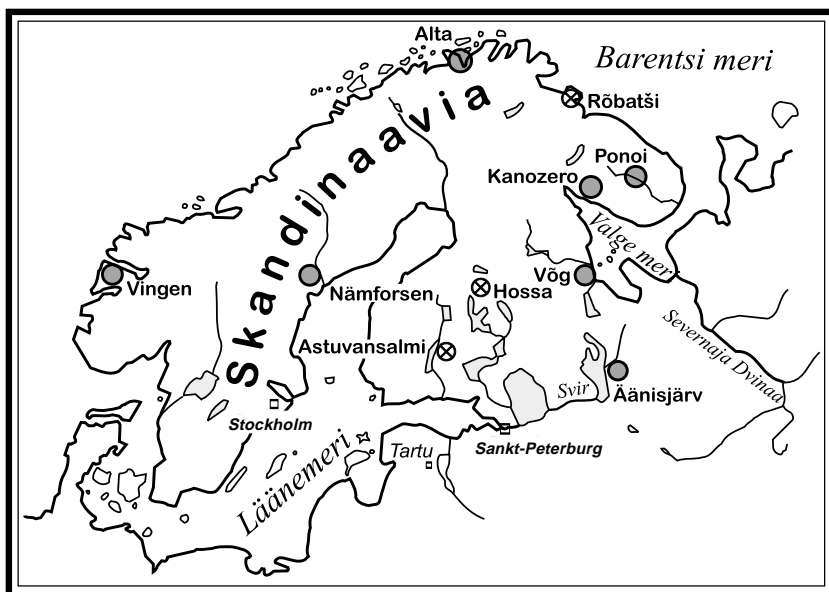 Alta
Barentsi meri
Rõbatši
Skandinaavia
Ponoi
Kanozero
Valge meri
Võg
Vingen
Nämforsen
Hossa
Severnaja Dvinaa
Astuvansalmi
Svir
Äänisjärv
Stockholm
Läänemeri
Tartu
Sankt-Peterburg